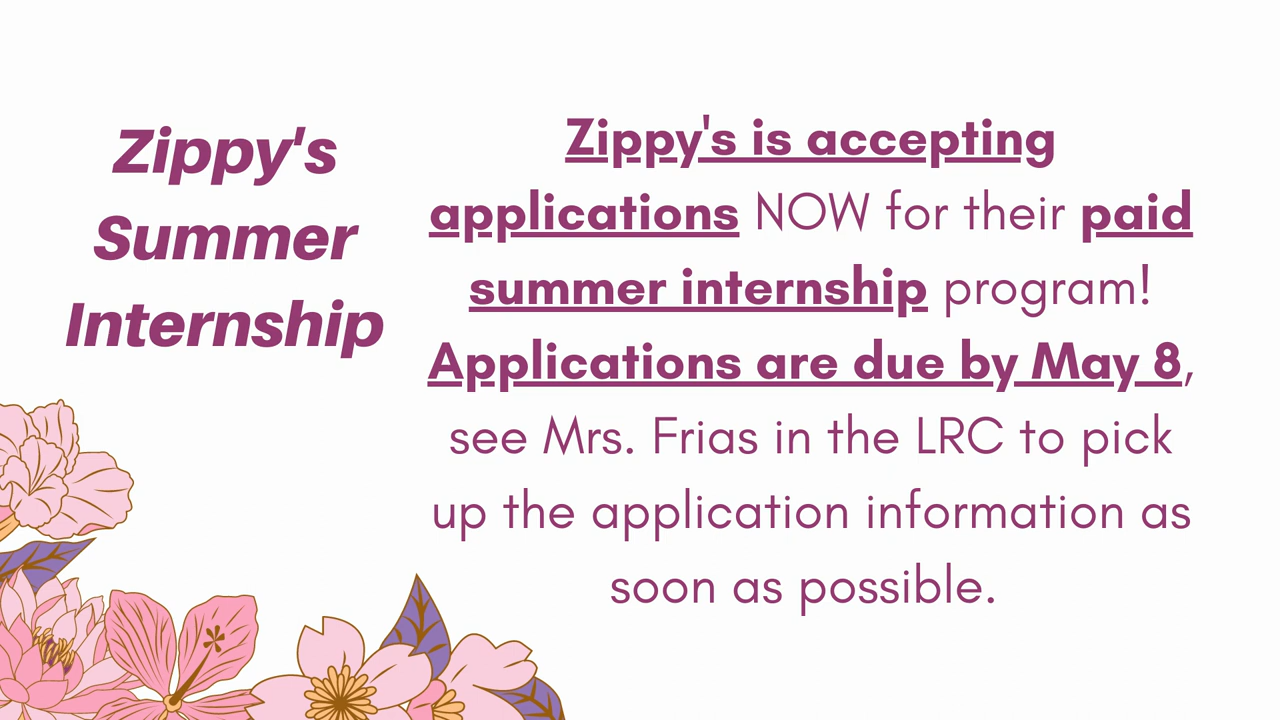 Zippy's
Summer
Internship
Zippy's is accepting
applications NOW for their paid
summer internship program!
Applications are due by May 8,
see Mrs. Frias in the LRC to pick
up the application information as
soon as possible.